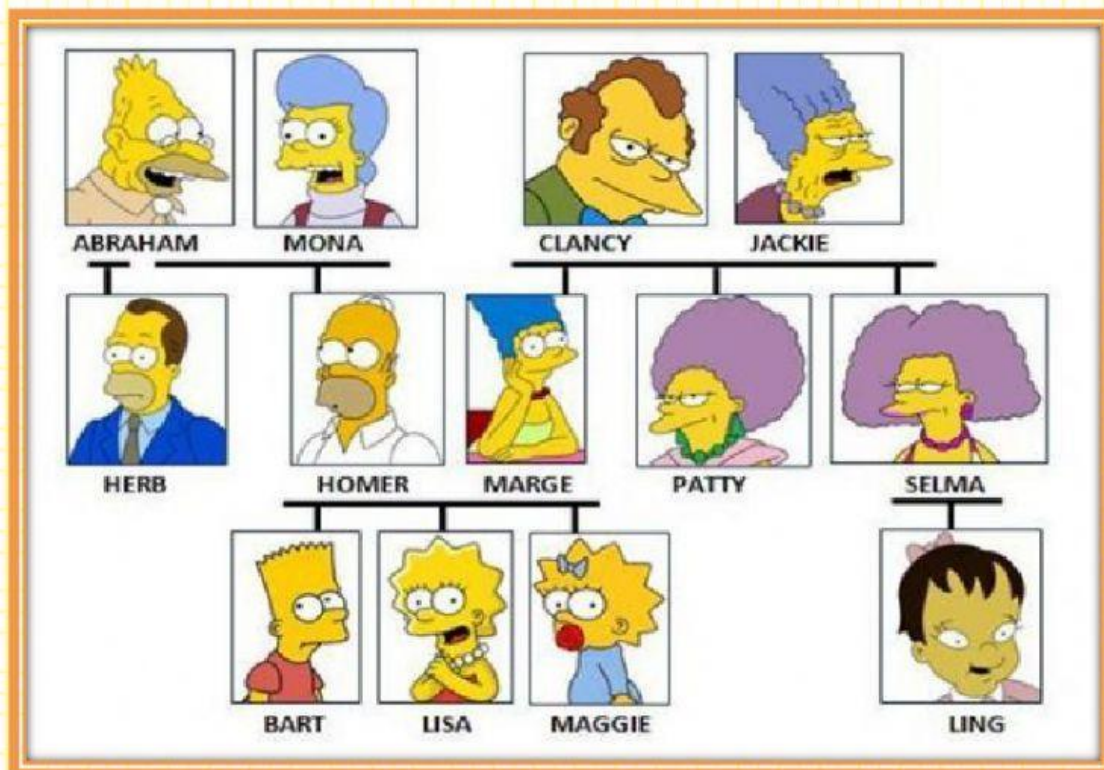 ABRAHAM MONA CLANCY JACKIE
HERB HOMER MARGE PATTY SELMA
BART LISA MAGGIE LING